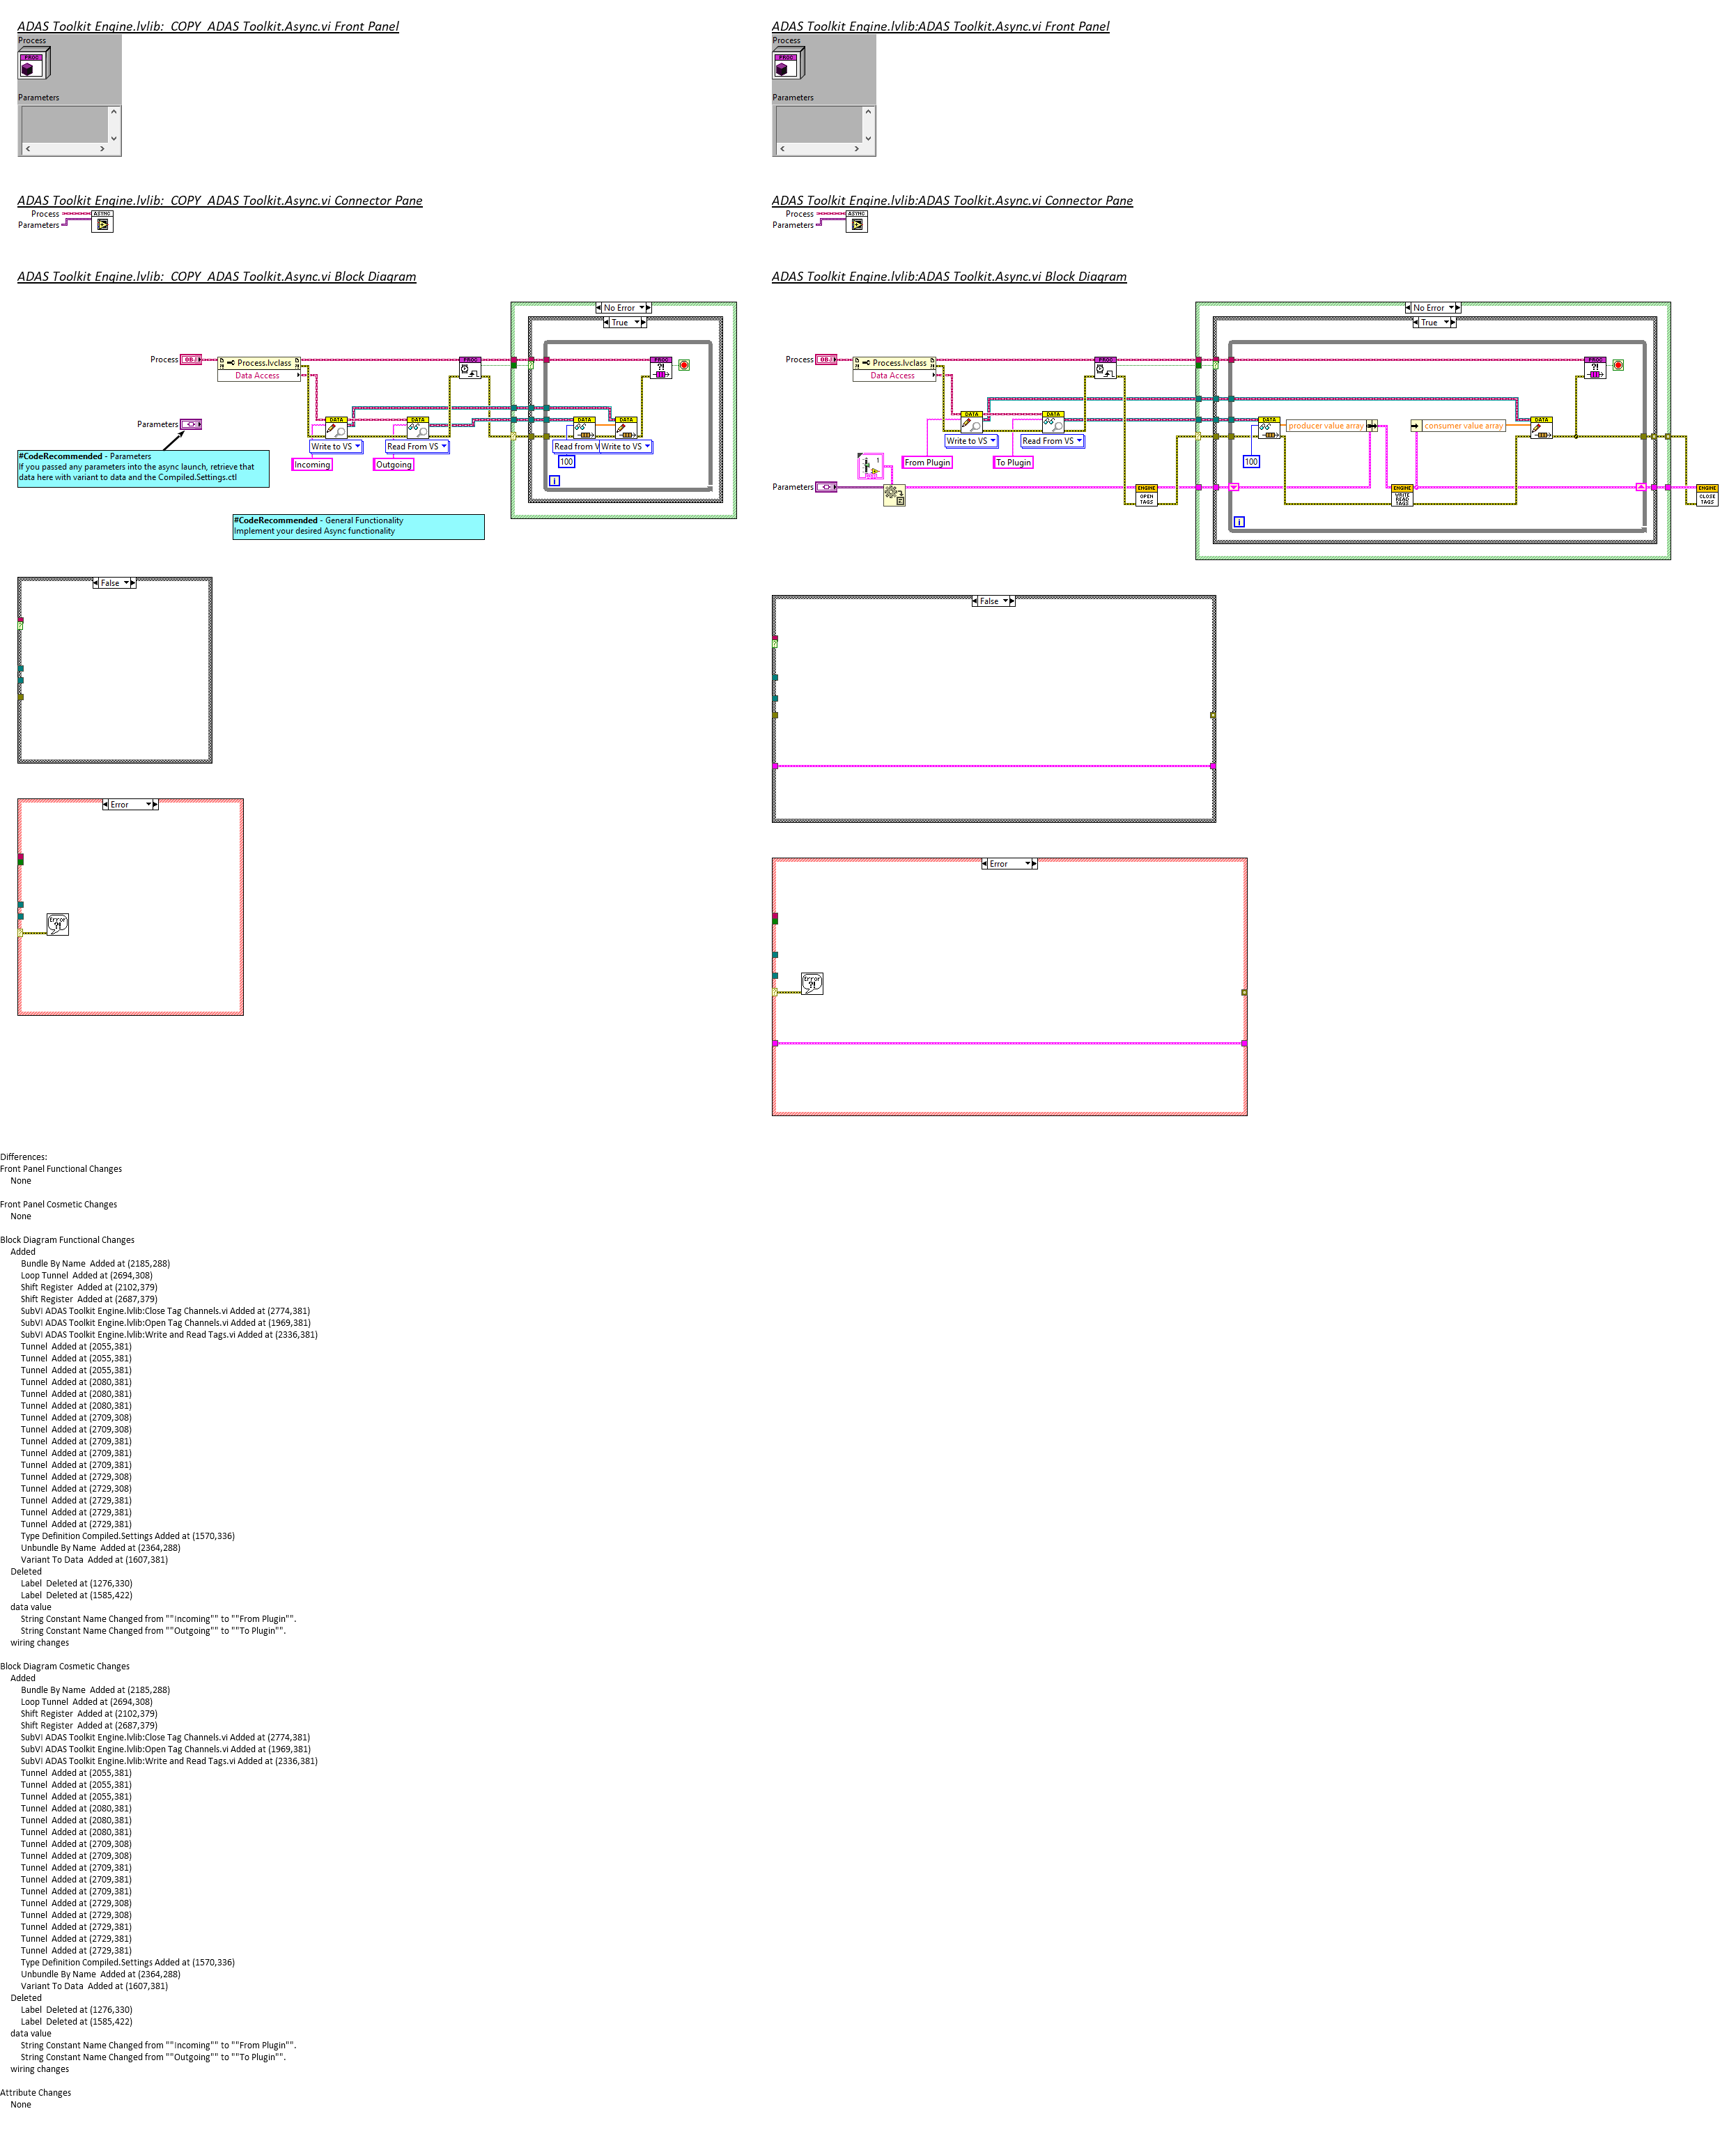 ADAS Toolkit Engine.lvlib:  COPY  ADAS Toolkit.Async.vi Front Panel
Process
PROC
Parameters
ADAS Toolkit Engine.lvlib:  COPY  ADAS Toolkit.Async.vi Connector Pane
Process
ASYNC
Parameters
ADAS Toolkit Engine.lvlib:  COPY  ADAS Toolkit.Async.vi Block Diagram
No Error
True
Process
OBJ
Process.lvclass
Data Access
PROC
PROC
?!
Parameters
DATA
DATA
DATA
DATA
Write to VS
Read From VS
Read from V
Write to VS
Incoming
Outgoing
100
i
#CodeRecommended - Parameters
If you passed any parameters into the async launch, retrieve that
data here with variant to data and the Compiled.Settings.ctl
#CodeRecommended - General Functionality
Implement your desired Async functionality
False
Error
Error
?!
ADAS Toolkit Engine.lvlib:ADAS Toolkit.Async.vi Front Panel
Process
PROC
Parameters
ADAS Toolkit Engine.lvlib:ADAS Toolkit.Async.vi Connector Pane
Process
ASYNC
Parameters
ADAS Toolkit Engine.lvlib:ADAS Toolkit.Async.vi Block Diagram
No Error
True
Process
OBJ
Process.lvclass
Data Access
PROC
PROC
?!
DATA
DATA
DATA
producer value array
consumer value array
DATA
Write to VS
Read From VS
From Plugin
To Plugin
100
1
Parameters
ENGINE
OPEN
TAGS
ENGINE
WRITE
READ
TAGS
ENGINE
CLOSE
TAGS
i
False
Error
Error
?!
Differences:
Front Panel Functional Changes
None
Front Panel Cosmetic Changes
None
Block Diagram Functional Changes
Added
Bundle By Name  Added at (2185,288)
Loop Tunnel  Added at (2694,308)
Shift Register  Added at (2102,379)
Shift Register  Added at (2687,379)
SubVI ADAS Toolkit Engine.lvlib:Close Tag Channels.vi Added at (2774,381)
SubVI ADAS Toolkit Engine.lvlib:Open Tag Channels.vi Added at (1969,381)
SubVI ADAS Toolkit Engine.lvlib:Write and Read Tags.vi Added at (2336,381)
Tunnel  Added at (2055,381)
Tunnel  Added at (2055,381)
Tunnel  Added at (2055,381)
Tunnel  Added at (2080,381)
Tunnel  Added at (2080,381)
Tunnel  Added at (2080,381)
Tunnel  Added at (2709,308)
Tunnel  Added at (2709,308)
Tunnel  Added at (2709,381)
Tunnel  Added at (2709,381)
Tunnel  Added at (2709,381)
Tunnel  Added at (2729,308)
Tunnel  Added at (2729,308)
Tunnel  Added at (2729,381)
Tunnel  Added at (2729,381)
Tunnel  Added at (2729,381)
Type Definition Compiled.Settings Added at (1570,336)
Unbundle By Name  Added at (2364,288)
Variant To Data  Added at (1607,381)
Deleted
Label  Deleted at (1276,330)
Label  Deleted at (1585,422)
data value
String Constant Name Changed from ""Incoming"" to ""From Plugin"".
String Constant Name Changed from ""Outgoing"" to ""To Plugin"".
wiring changes
Block Diagram Cosmetic Changes
Added
Bundle By Name  Added at (2185,288)
Loop Tunnel  Added at (2694,308)
Shift Register  Added at (2102,379)
Shift Register  Added at (2687,379)
SubVI ADAS Toolkit Engine.lvlib:Close Tag Channels.vi Added at (2774,381)
SubVI ADAS Toolkit Engine.lvlib:Open Tag Channels.vi Added at (1969,381)
SubVI ADAS Toolkit Engine.lvlib:Write and Read Tags.vi Added at (2336,381)
Tunnel  Added at (2055,381)
Tunnel  Added at (2055,381)
Tunnel  Added at (2055,381)
Tunnel  Added at (2080,381)
Tunnel  Added at (2080,381)
Tunnel  Added at (2080,381)
Tunnel  Added at (2709,308)
Tunnel  Added at (2709,308)
Tunnel  Added at (2709,381)
Tunnel  Added at (2709,381)
Tunnel  Added at (2709,381)
Tunnel  Added at (2729,308)
Tunnel  Added at (2729,308)
Tunnel  Added at (2729,381)
Tunnel  Added at (2729,381)
Tunnel  Added at (2729,381)
Type Definition Compiled.Settings Added at (1570,336)
Unbundle By Name  Added at (2364,288)
Variant To Data  Added at (1607,381)
Deleted
Label  Deleted at (1276,330)
Label  Deleted at (1585,422)
data value
String Constant Name Changed from ""Incoming"" to ""From Plugin"".
String Constant Name Changed from ""Outgoing"" to ""To Plugin"".
wiring changes
Attribute Changes
None